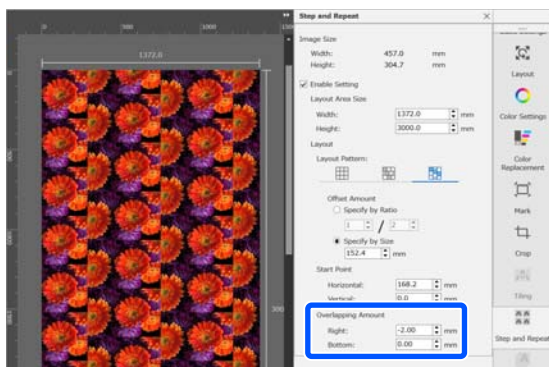 Step and Repeat
0
500
1000
1372.0
Image Size
Width: 457.0 mm
Height: 304.7 mm
Enable Setting
Layout Area Size
Width: 1372.0 mm
Height: 3000.0 mm
Layout
Layout Pattern:
Offset Amount
Specify by Ratio
1 / 2
Specify by Size
152.4 mm
Start Point
Horizontal: 168.2 mm
Vertical: 0.0 mm
Overlapping Amount
Right: -2.00 mm
Bottom: 0.00 mm
Layout
Color Settings
Color
Replacement
Mark
Crop
Tiling
Step and Repeat